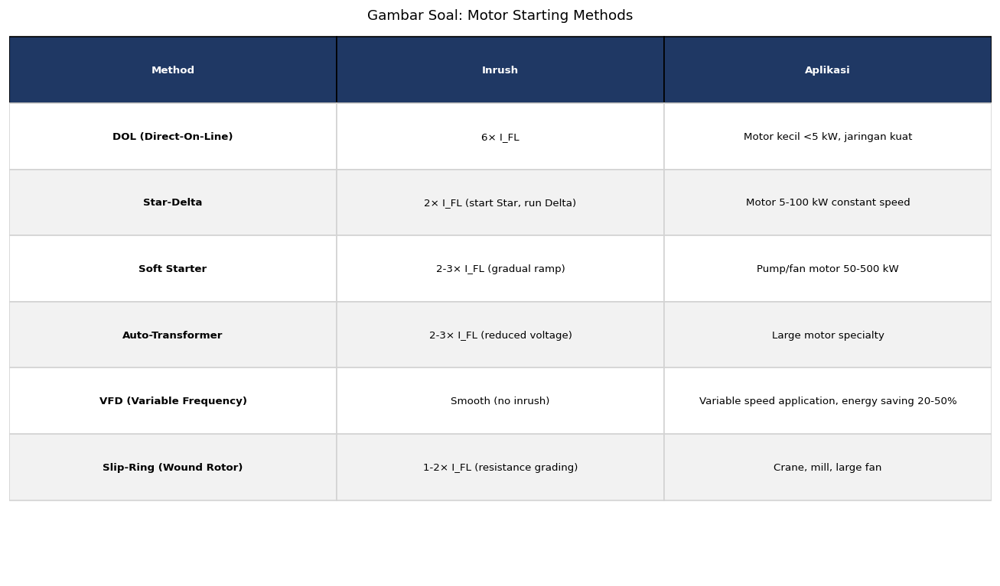 Gambar Soal: Motor Starting Methods
Method Inrush Aplikasi
DOL (Direct-On-Line) 6× I_FL Motor kecil <5 kW, jaringan kuat
Star-Delta 2× I_FL (start Star, run Delta) Motor 5-100 kW constant speed
Soft Starter 2-3× I_FL (gradual ramp) Pump/fan motor 50-500 kW
Auto-Transformer 2-3× I_FL (reduced voltage) Large motor specialty
VFD (Variable Frequency) Smooth (no inrush) Variable speed application, energy saving 20-50%
Slip-Ring (Wound Rotor) 1-2× I_FL (resistance grading) Crane, mill, large fan